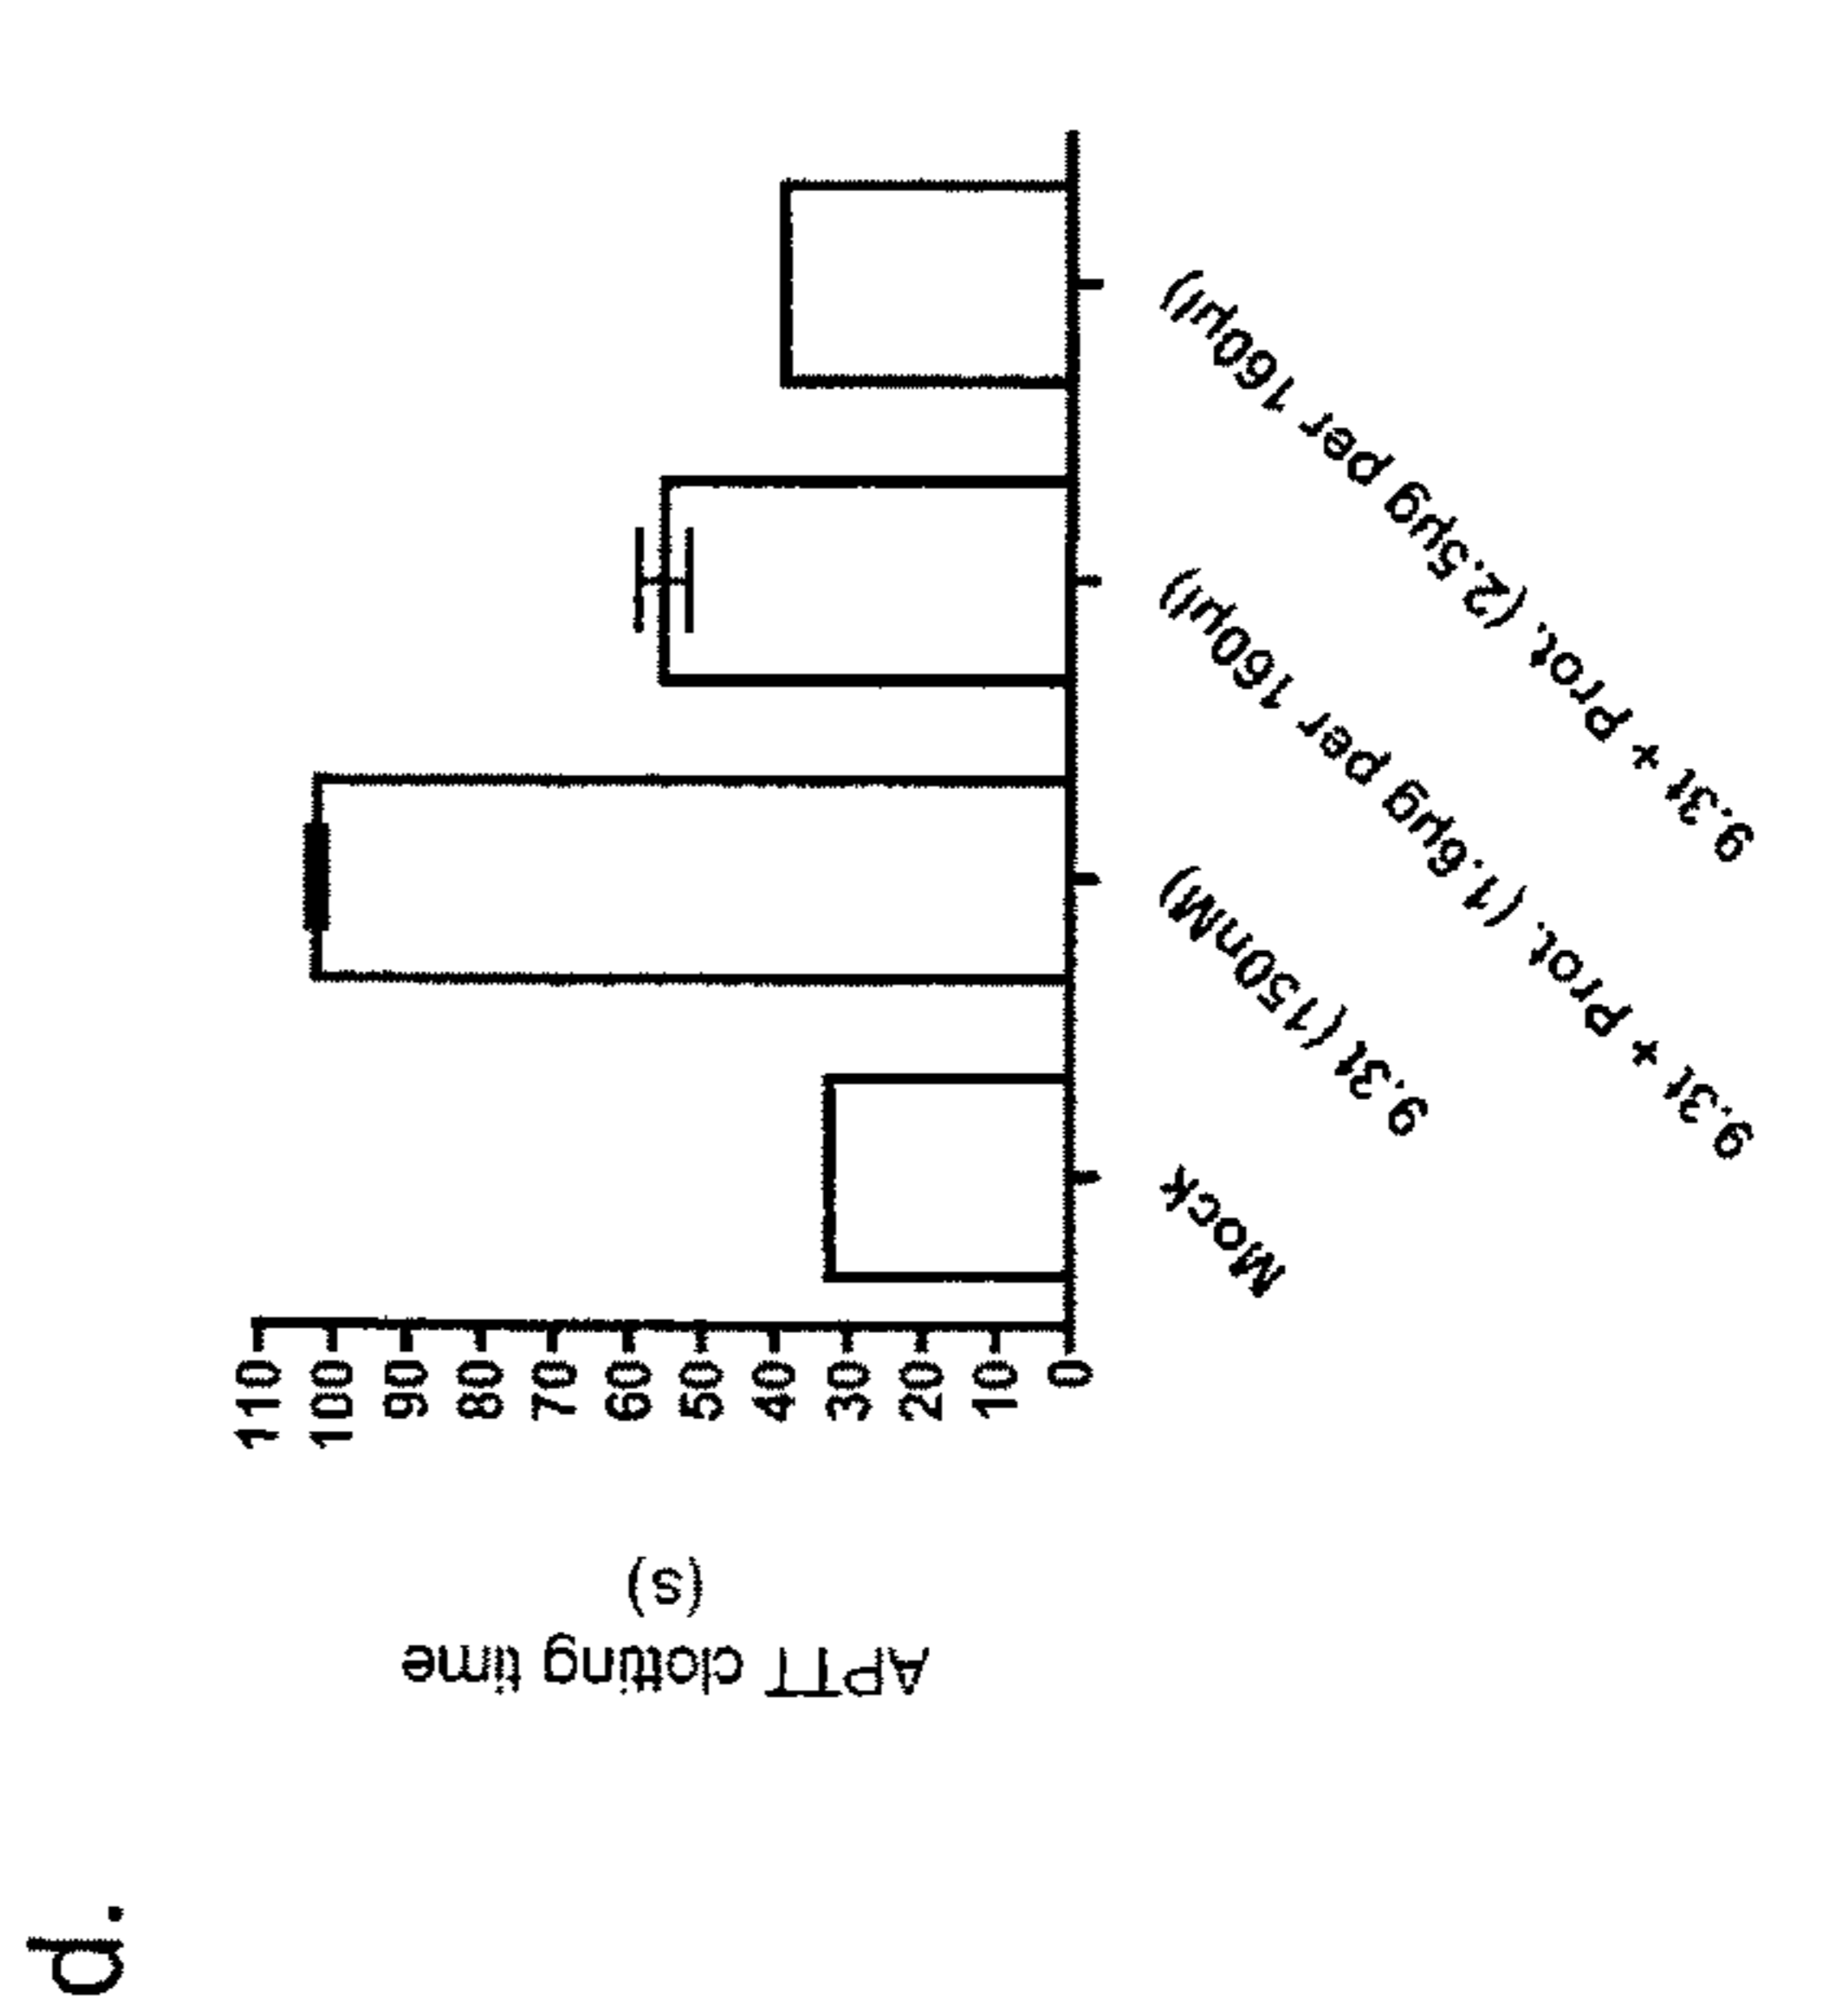 d.
APTT clotting time
(s)
110
100
90
80
70
60
50
40
30
20
10
0
Mock
9.3t (150nM)
9.3t * Prot. (1.6µg per 160µl)
9.3t * Prot. (2.5µg per 160µl)